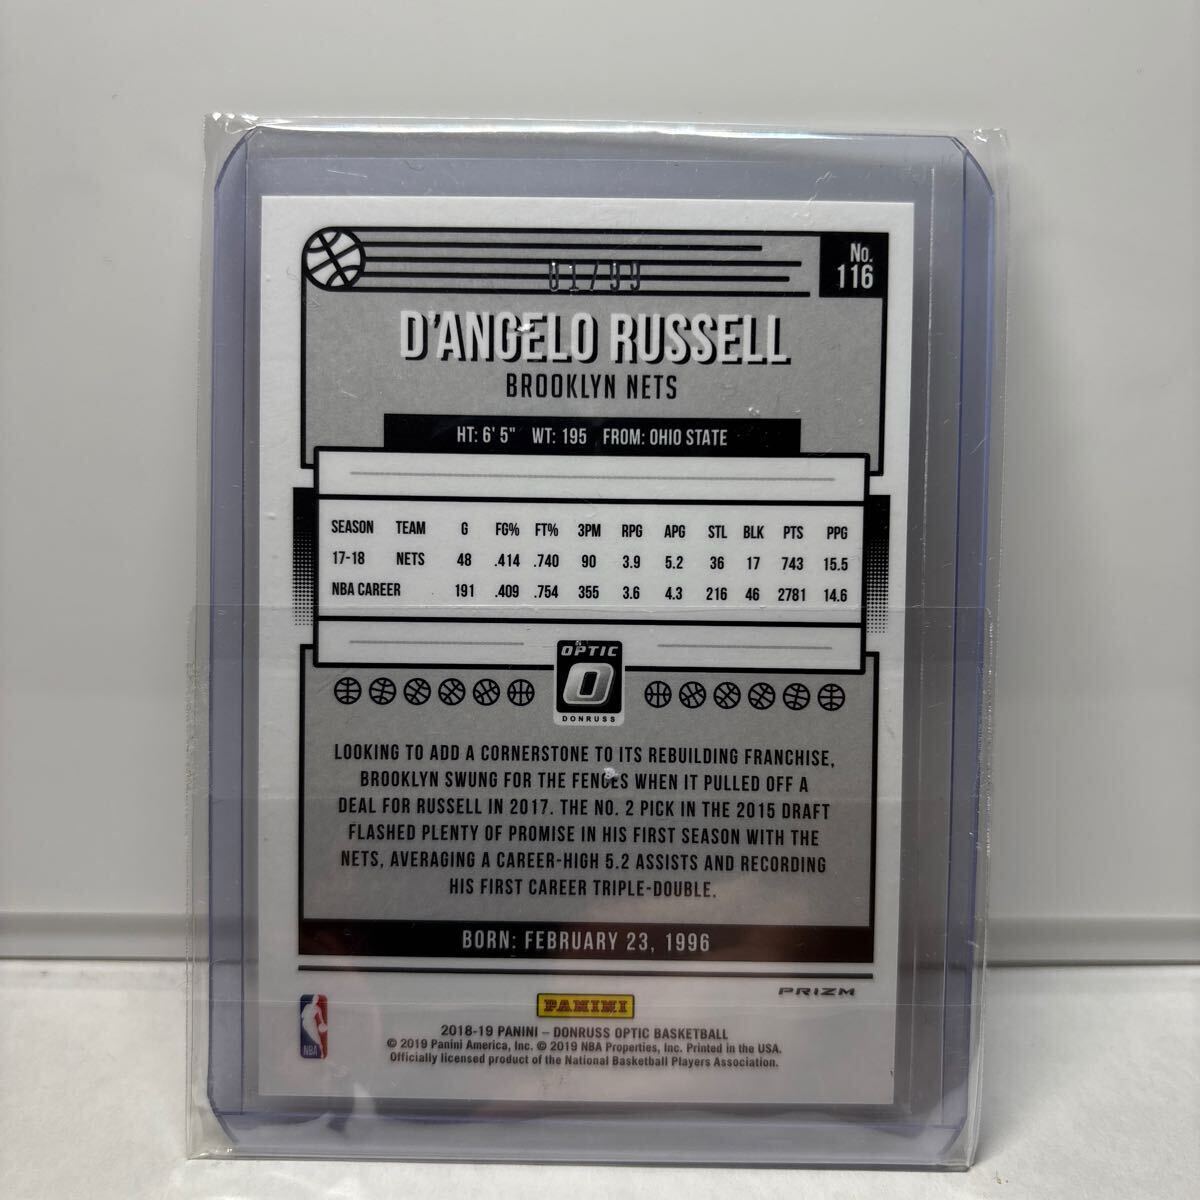 No.
116
01/99
D'ANGELO RUSSELL
BROOKLYN NETS
HT: 6' 5" WT: 195 FROM: OHIO STATE
SEASON TEAM G FG% FT% 3PM RPG APG STL BLK PTS PPG
17-18 NETS 48 .414 .740 90 3.9 5.2 36 17 743 15.5
NBA CAREER 191 .409 .754 355 3.6 4.3 216 46 2781 14.6
OPTIC
DONRUSS
LOOKING TO ADD A CORNERSTONE TO ITS REBUILDING FRANCHISE,
BROOKLYN SWUNG FOR THE FENCES WHEN IT PULLED OFF A
DEAL FOR RUSSELL IN 2017. THE NO. 2 PICK IN THE 2015 DRAFT
FLASHED PLENTY OF PROMISE IN HIS FIRST SEASON WITH THE
NETS, AVERAGING A CAREER-HIGH 5.2 ASSISTS AND RECORDING
HIS FIRST CAREER TRIPLE-DOUBLE.
BORN: FEBRUARY 23, 1996
PRIZM
PANINI
NBA
2018-19 PANINI – DONRUSS OPTIC BASKETBALL
© 2019 Panini America, Inc. © 2019 NBA Properties, Inc. Printed in the USA.
Officially licensed product of the National Basketball Players Association.